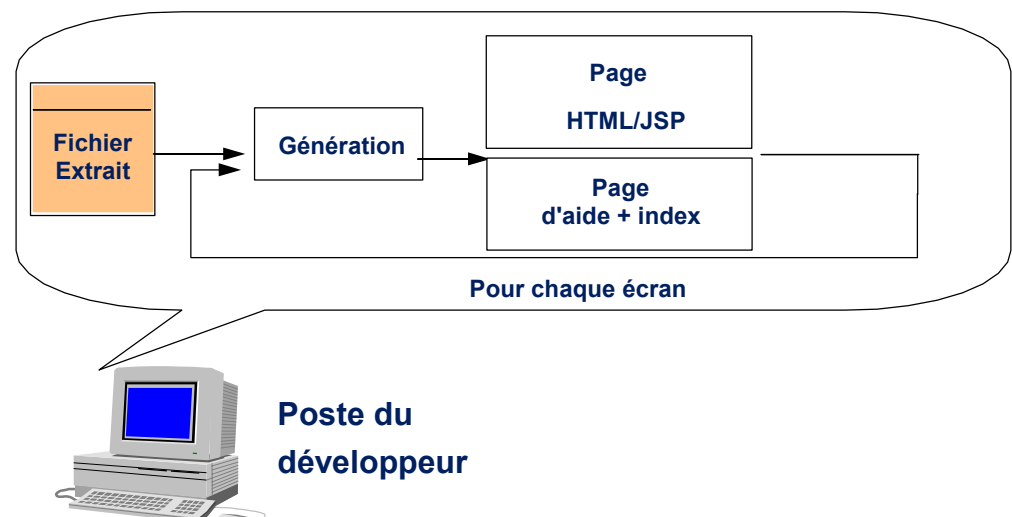 Fichier
Extrait
Génération
Page
HTML/JSP
Page
d'aide + index
Pour chaque écran
Poste du
développeur